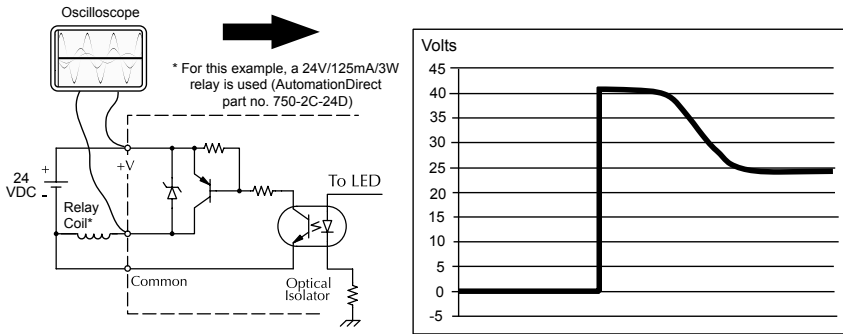 Oscilloscope
* For this example, a 24V/125mA/3W
relay is used (AutomationDirect
part no. 750-2C-24D)
+V
24
VDC
+
-
Relay
Coil*
To LED
Common
Optical
Isolator
Volts
45
40
35
30
25
20
15
10
5
0
-5